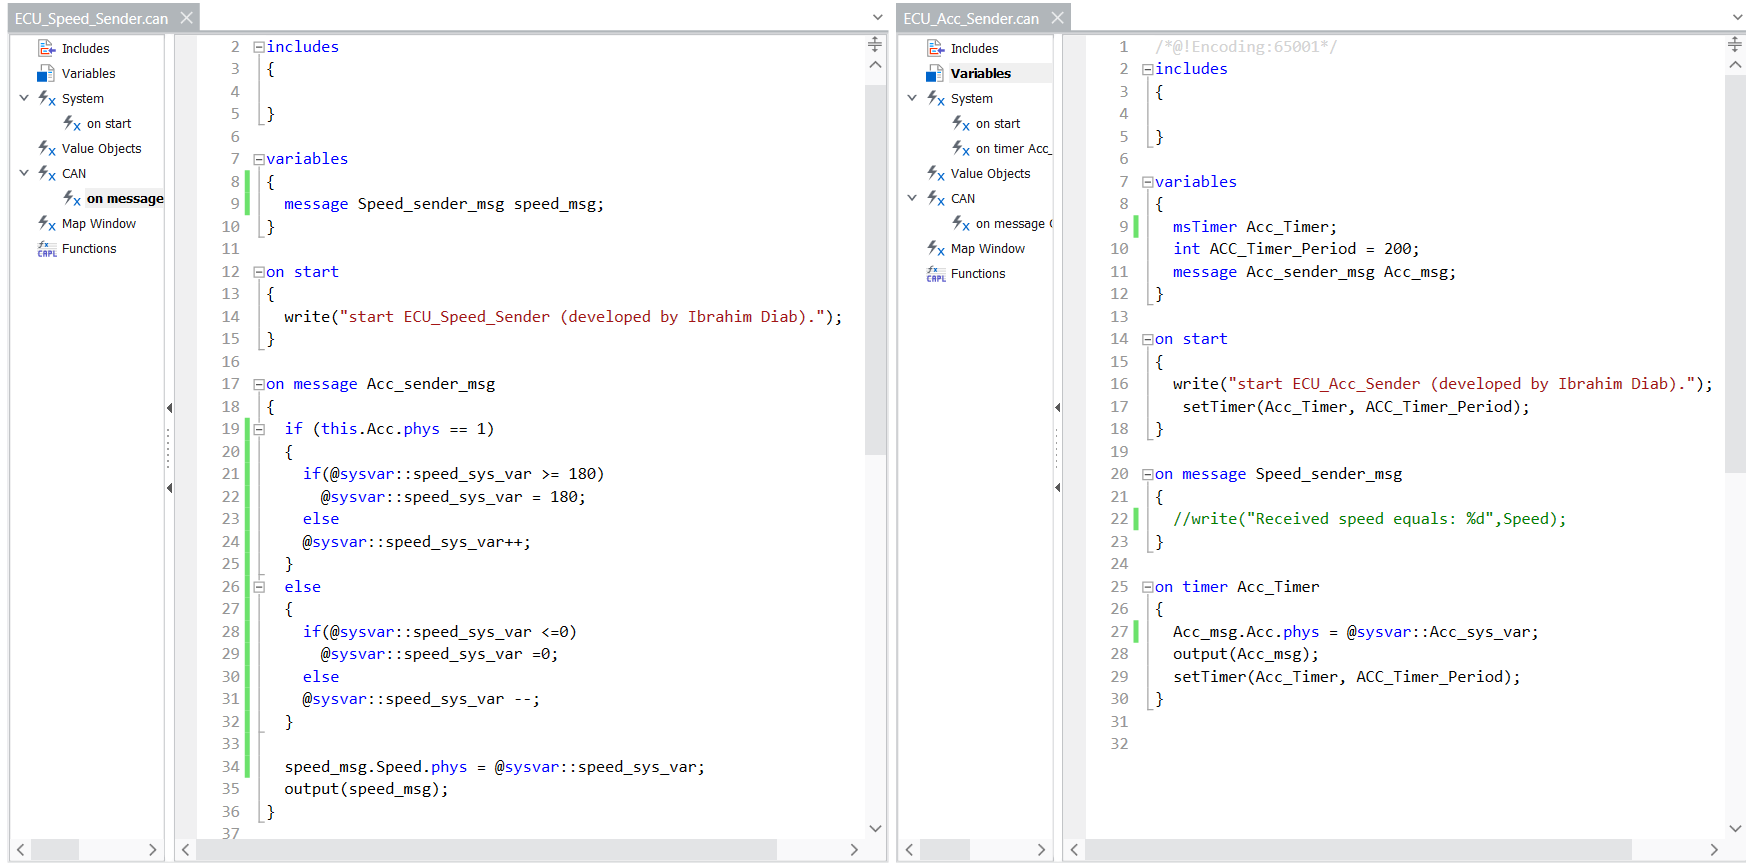 ECU_Speed_Sender.can
Includes
Variables
System
on start
Value Objects
CAN
on message
Map Window
Functions
2 includes
3 {
4
5 }
6
7 variables
8 {
9 message Speed_sender_msg speed_msg;
10 }
11
12 on start
13 {
14 write("start ECU_Speed_Sender (developed by Ibrahim Diab).");
15 }
16
17 on message Acc_sender_msg
18 {
19 if (this.Acc.phys == 1)
20 {
21 if(@sysvar::speed_sys_var >= 180)
22 @sysvar::speed_sys_var = 180;
23 else
24 @sysvar::speed_sys_var++;
25 }
26 else
27 {
28 if(@sysvar::speed_sys_var <=0)
29 @sysvar::speed_sys_var =0;
30 else
31 @sysvar::speed_sys_var --;
32 }
33
34 speed_msg.Speed.phys = @sysvar::speed_sys_var;
35 output(speed_msg);
36 }
37
ECU_Acc_Sender.can
Includes
Variables
System
on start
on timer Acc_
Value Objects
CAN
on message
Map Window
Functions
1 /*@!Encoding:65001*/
2 includes
3 {
4
5 }
6
7 variables
8 {
9 msTimer Acc_Timer;
10 int ACC_Timer_Period = 200;
11 message Acc_sender_msg Acc_msg;
12 }
13
14 on start
15 {
16 write("start ECU_Acc_Sender (developed by Ibrahim Diab).");
17 setTimer(Acc_Timer, ACC_Timer_Period);
18 }
19
20 on message Speed_sender_msg
21 {
22 //write("Received speed equals: %d",Speed);
23 }
24
25 on timer Acc_Timer
26 {
27 Acc_msg.Acc.phys = @sysvar::Acc_sys_var;
28 output(Acc_msg);
29 setTimer(Acc_Timer, ACC_Timer_Period);
30 }
31
32